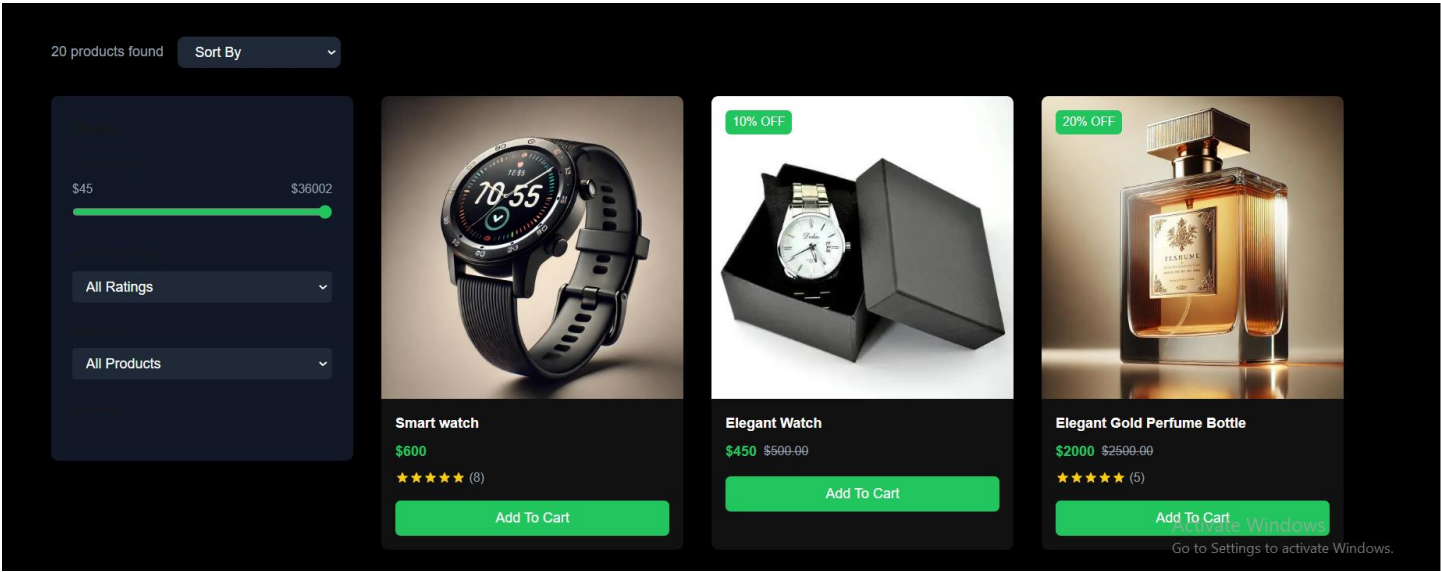 20 products found
Sort By
$45
$36002
All Ratings
All Products
10:55
Smart watch
$600
(8)
Add To Cart
10% OFF
Elegant Watch
$450 $500.00
Add To Cart
20% OFF
Elegant Gold Perfume Bottle
$2000 $2500.00
(5)
Add To Cart
Activate Windows
Go to Settings to activate Windows.